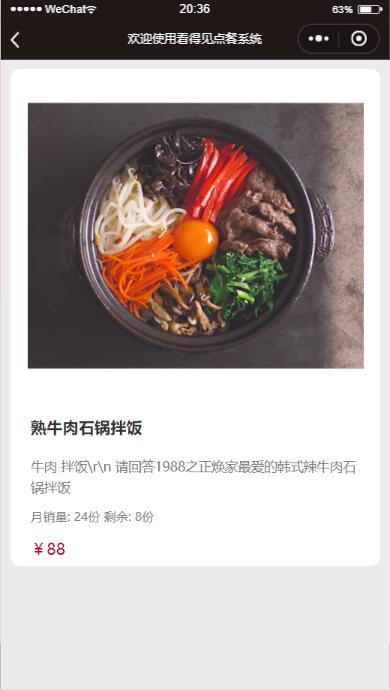 ●●●●● WeChat 20:36 63%
欢迎使用看得见点餐系统
熟牛肉石锅拌饭
牛肉 拌饭\r\n 请回答1988之正焕家最爱的韩式辣牛肉石
锅拌饭
月销量: 24份 剩余: 8份
￥88